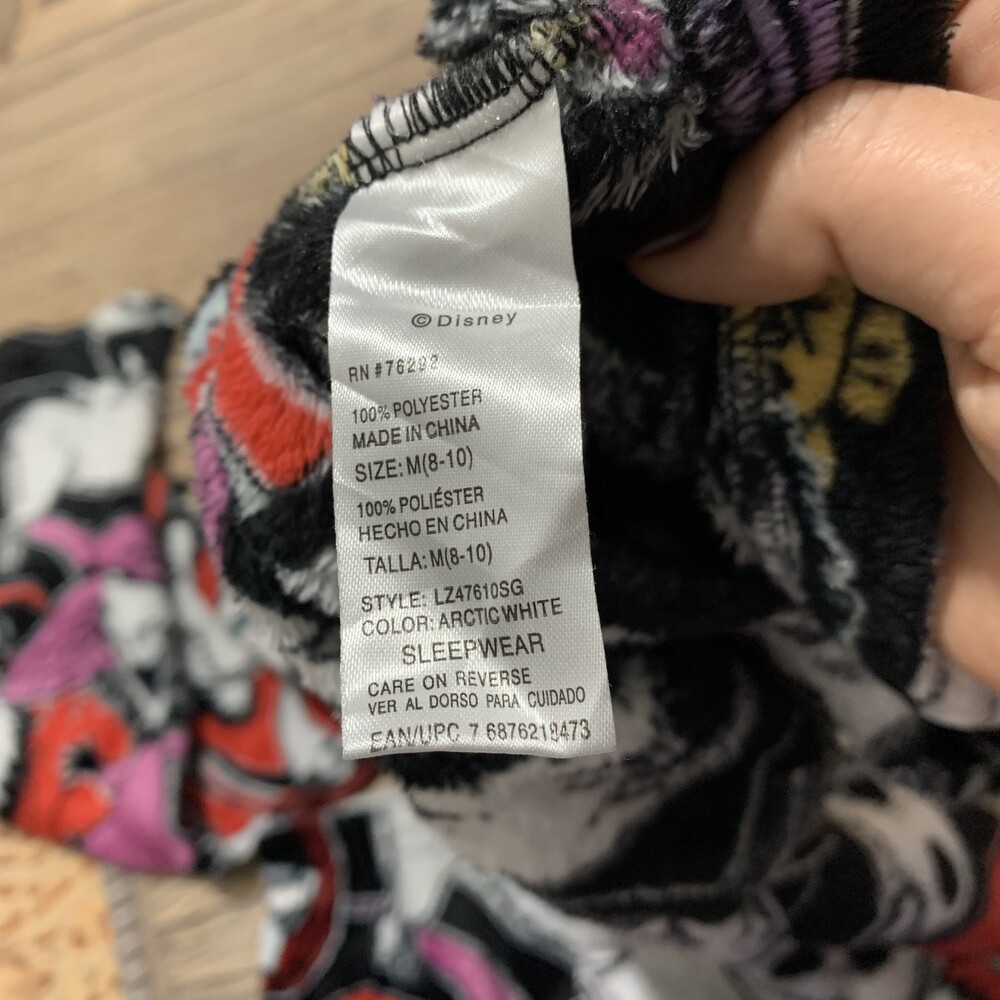 ©Disney
RN #76292
100% POLYESTER
MADE IN CHINA
SIZE: M(8-10)
100% POLIÉSTER
HECHO EN CHINA
TALLA: M(8-10)
STYLE: LZ47610SG
COLOR: ARCTIC WHITE
SLEEPWEAR
CARE ON REVERSE
VER AL DORSO PARA CUIDADO
EAN/UPC 7 6876218473